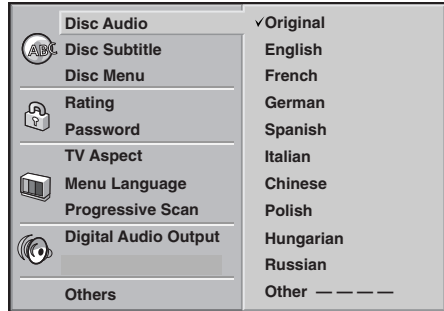 Disc Audio
Disc Subtitle
Disc Menu
Rating
Password
TV Aspect
Menu Language
Progressive Scan
Digital Audio Output
Others
ABC
✓Original
English
French
German
Spanish
Italian
Chinese
Polish
Hungarian
Russian
Other — — — —